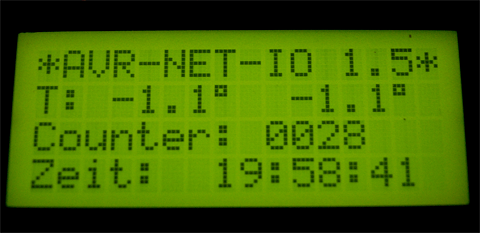 *AVR-NET-IO 1.5*
T: -1.1° -1.1°
Counter: 0028
Zeit: 19:58:41